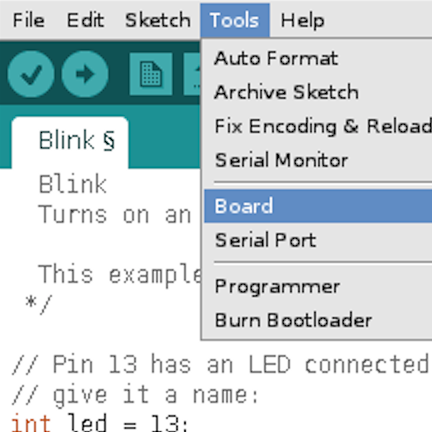 File Edit Sketch Tools Help
Auto Format
Archive Sketch
Fix Encoding & Reload
Serial Monitor
Board
Serial Port
Programmer
Burn Bootloader
Blink §
Blink
Turns on an
This example
*/
// Pin 13 has an LED connected
// give it a name:
int led = 13;